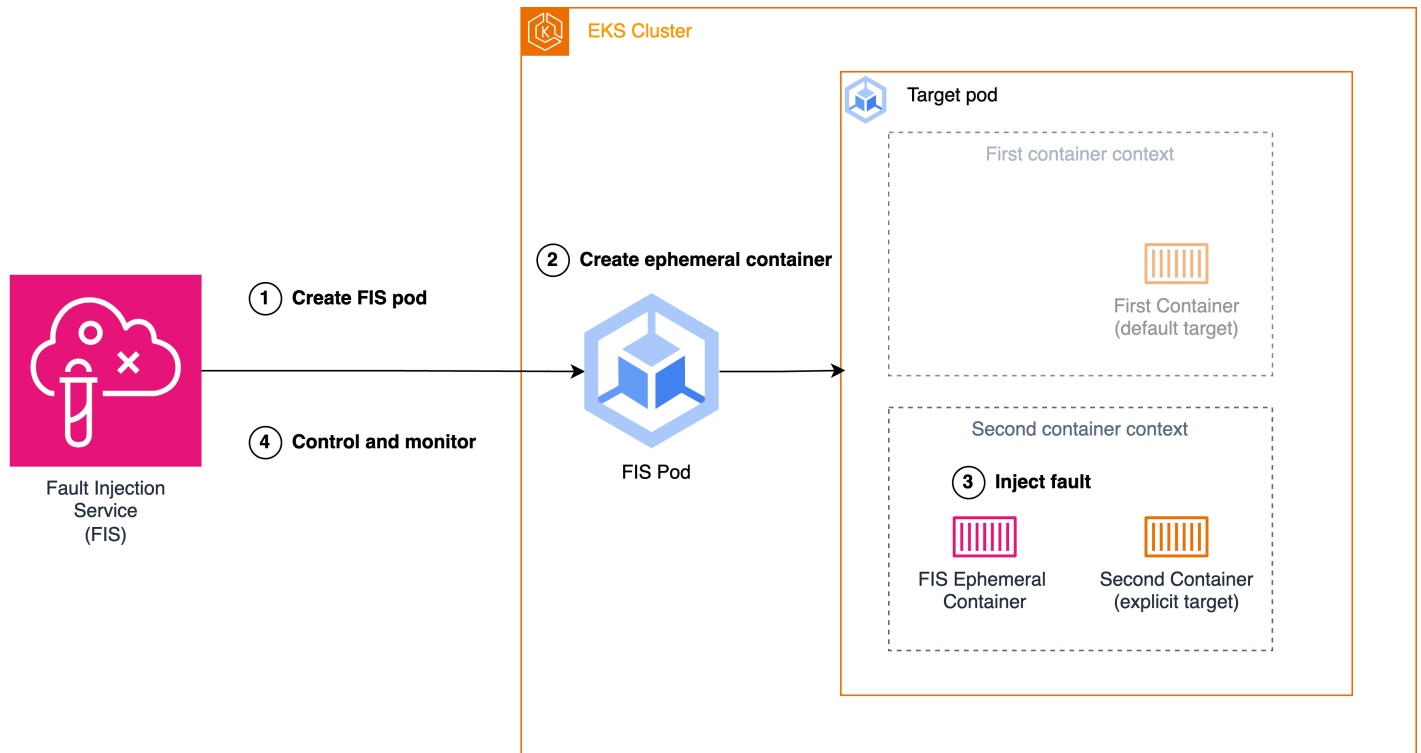 EKS Cluster
Target pod
First container context
First Container
(default target)
2 Create ephemeral container
1 Create FIS pod
4 Control and monitor
FIS Pod
Fault Injection
Service
(FIS)
Second container context
3 Inject fault
FIS Ephemeral
Container
Second Container
(explicit target)